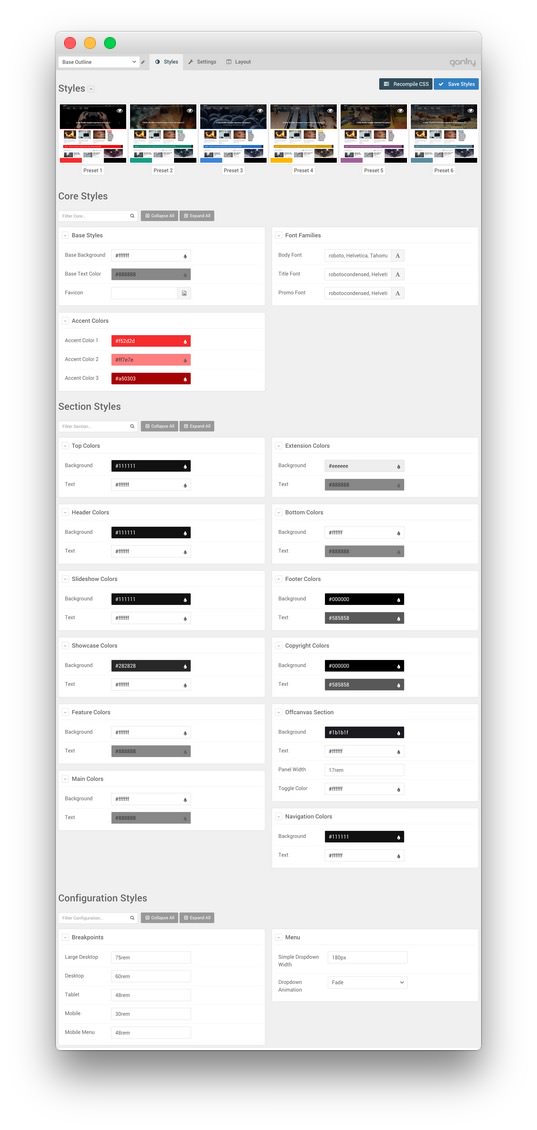 Base Outline
Styles
Settings
Layout
gantry
Styles
Recompile CSS
Save Styles
Preset 1
Preset 2
Preset 3
Preset 4
Preset 5
Preset 6
Core Styles
Filter Core...
Collapse All
Expand All
Base Styles
Base Background
#ffffff
Base Text Color
#888888
Favicon
Font Families
Body Font
roboto, Helvetica, Tahoma
Title Font
robotocondensed, Helveti
Promo Font
robotocondensed, Helveti
Accent Colors
Accent Color 1
#f52d2d
Accent Color 2
#ff7e7e
Accent Color 3
#a50303
Section Styles
Filter Section...
Collapse All
Expand All
Top Colors
Background
#111111
Text
#ffffff
Extension Colors
Background
#eeeeee
Text
#888888
Header Colors
Background
#111111
Text
#ffffff
Bottom Colors
Background
#ffffff
Text
#888888
Slideshow Colors
Background
#111111
Text
#ffffff
Footer Colors
Background
#000000
Text
#585858
Showcase Colors
Background
#282828
Text
#ffffff
Copyright Colors
Background
#000000
Text
#585858
Feature Colors
Background
#ffffff
Text
#888888
Offcanvas Section
Background
#1b1b1f
Text
#ffffff
Panel Width
17rem
Toggle Color
#ffffff
Main Colors
Background
#ffffff
Text
#888888
Navigation Colors
Background
#111111
Text
#ffffff
Configuration Styles
Filter Configuration...
Collapse All
Expand All
Breakpoints
Large Desktop
75rem
Desktop
60rem
Tablet
48rem
Mobile
30rem
Mobile Menu
48rem
Menu
Simple Dropdown
Width
180px
Dropdown
Animation
Fade